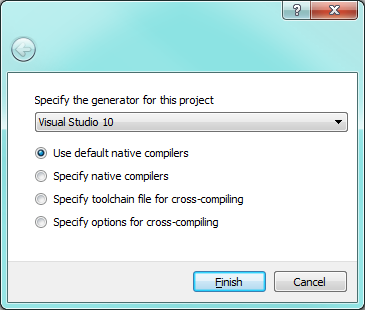 Specify the generator for this project
Visual Studio 10
Use default native compilers
Specify native compilers
Specify toolchain file for cross-compiling
Specify options for cross-compiling
Finish
Cancel